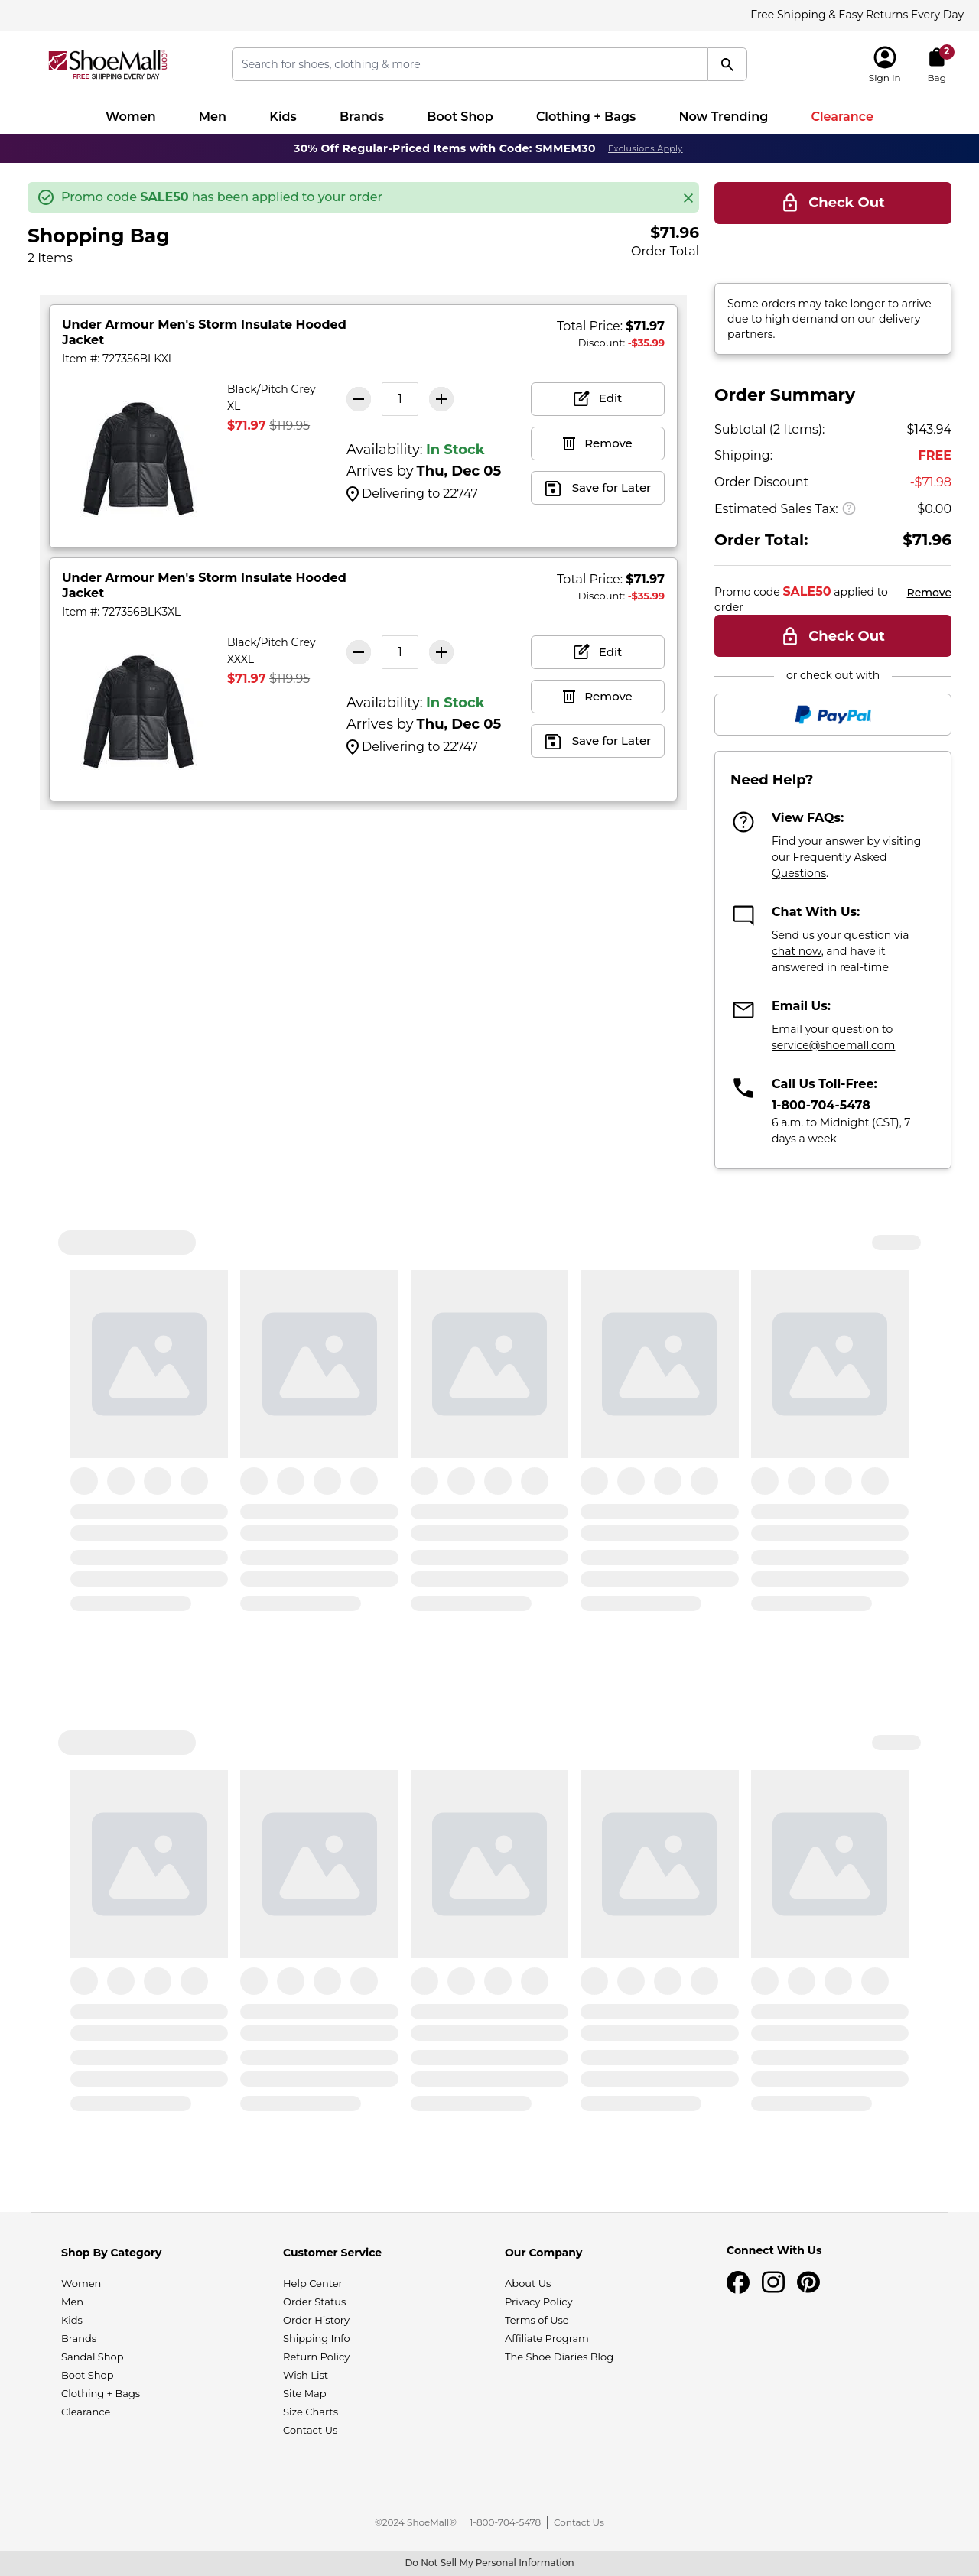 Free Shipping & Easy Returns Every Day
ShoeMall.com
FREE SHIPPING EVERY DAY
Search for shoes, clothing & more
Sign In
2
Bag
Women Men Kids Brands Boot Shop Clothing + Bags Now Trending Clearance
30% Off Regular-Priced Items with Code: SMMEM30 Exclusions Apply
Promo code SALE50 has been applied to your order
Shopping Bag
2 Items
$71.96
Order Total
Under Armour Men's Storm Insulate Hooded
Jacket
Item #: 727356BLKXL
Total Price: $71.97
Discount: -$35.99
Black/Pitch Grey
XL
$71.97 $119.95
1
Availability: In Stock
Arrives by Thu, Dec 05
Delivering to 22747
Edit
Remove
Save for Later
Under Armour Men's Storm Insulate Hooded
Jacket
Item #: 727356BLK3XL
Total Price: $71.97
Discount: -$35.99
Black/Pitch Grey
XXXL
$71.97 $119.95
1
Availability: In Stock
Arrives by Thu, Dec 05
Delivering to 22747
Edit
Remove
Save for Later
Check Out
Some orders may take longer to arrive
due to high demand on our delivery
partners.
Order Summary
Subtotal (2 Items): $143.94
Shipping: FREE
Order Discount -$71.98
Estimated Sales Tax: $0.00
Order Total: $71.96
Promo code SALE50 applied to
order
Remove
Check Out
or check out with
PayPal
Need Help?
View FAQs:
Find your answer by visiting
our Frequently Asked
Questions.
Chat With Us:
Send us your question via
chat now, and have it
answered in real-time
Email Us:
Email your question to
service@shoemall.com
Call Us Toll-Free:
1-800-704-5478
6 a.m. to Midnight (CST), 7
days a week
Shop By Category
Women
Men
Kids
Brands
Sandal Shop
Boot Shop
Clothing + Bags
Clearance
Customer Service
Help Center
Order Status
Order History
Shipping Info
Return Policy
Wish List
Site Map
Size Charts
Contact Us
Our Company
About Us
Privacy Policy
Terms of Use
Affiliate Program
The Shoe Diaries Blog
Connect With Us
©2024 ShoeMall® | 1-800-704-5478 | Contact Us
Do Not Sell My Personal Information